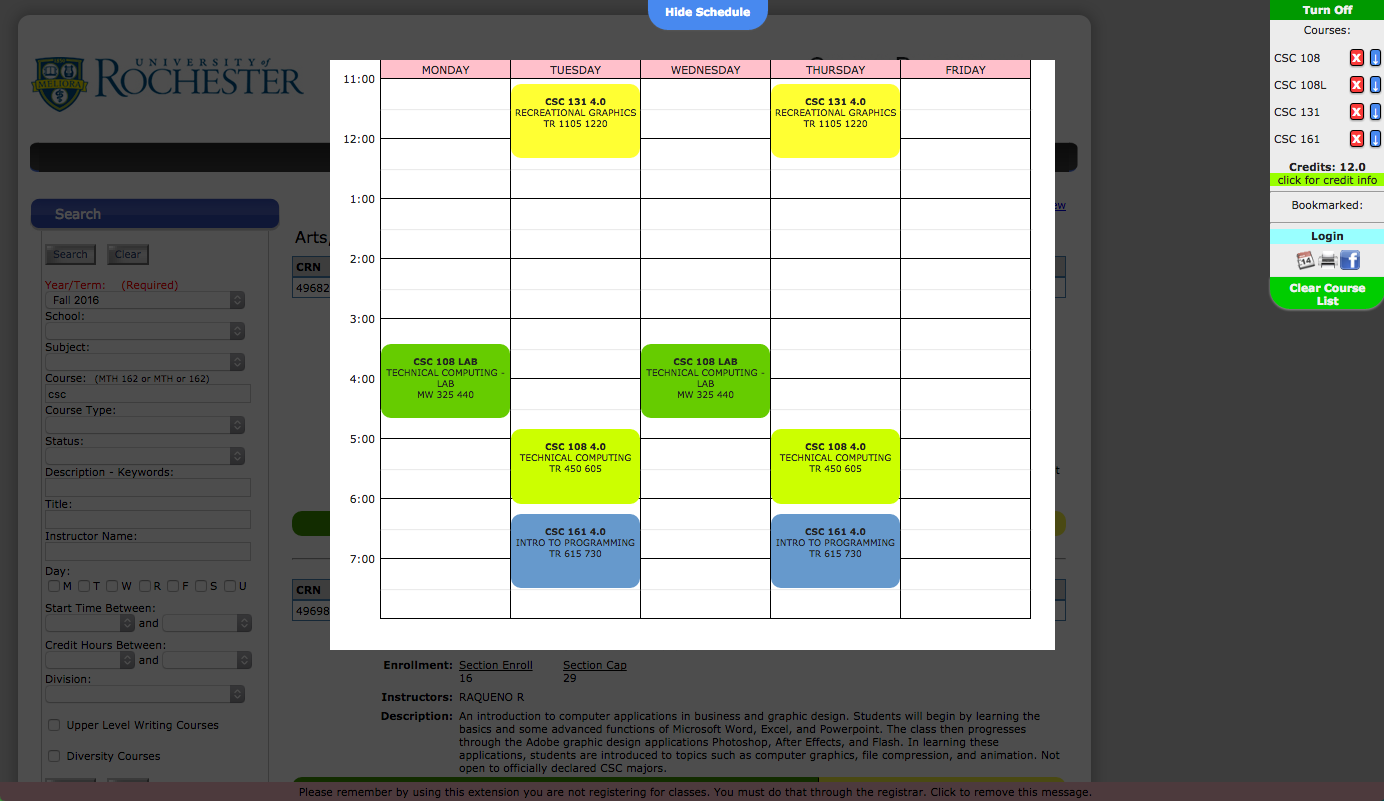 Hide Schedule
Turn Off
Courses:
CSC 108
X ↓
CSC 108L
X ↓
CSC 131
X ↓
CSC 161
X ↓
Credits: 12.0
click for credit info
Bookmarked:
Login
14
f
Clear Course
List
UNIVERSITY of
ROCHESTER
MELIORA
MONDAY TUESDAY WEDNESDAY THURSDAY FRIDAY
11:00
CSC 131 4.0
RECREATIONAL GRAPHICS
TR 1105 1220
CSC 131 4.0
RECREATIONAL GRAPHICS
TR 1105 1220
12:00
1:00
2:00
3:00
CSC 108 LAB
TECHNICAL COMPUTING -
LAB
MW 325 440
CSC 108 LAB
TECHNICAL COMPUTING -
LAB
MW 325 440
4:00
5:00
CSC 108 4.0
TECHNICAL COMPUTING
TR 450 605
CSC 108 4.0
TECHNICAL COMPUTING
TR 450 605
6:00
CSC 161 4.0
INTRO TO PROGRAMMING
TR 615 730
CSC 161 4.0
INTRO TO PROGRAMMING
TR 615 730
7:00
Search
Search Clear
Year/Term: (Required)
Fall 2016
School:
Subject:
Course: (MTH 162 or MTH or 162)
csc
Course Type:
Status:
Description - Keywords:
Title:
Instructor Name:
Day:
M T W R F S U
Start Time Between:
and
Credit Hours Between:
and
Division:
Upper Level Writing Courses
Diversity Courses
Arts,
CRN
49682
CRN
49698
Enrollment: Section Enroll Section Cap
16 29
Instructors: RAQUENO R
Description: An introduction to computer applications in business and graphic design. Students will begin by learning the
basics and some advanced functions of Microsoft Word, Excel, and Powerpoint. The class then progresses
through the Adobe graphic design applications Photoshop, After Effects, and Flash. In learning these
applications, students are introduced to topics such as computer graphics, file compression, and animation. Not
open to officially declared CSC majors.
Please remember by using this extension you are not registering for classes. You must do that through the registrar. Click to remove this message.